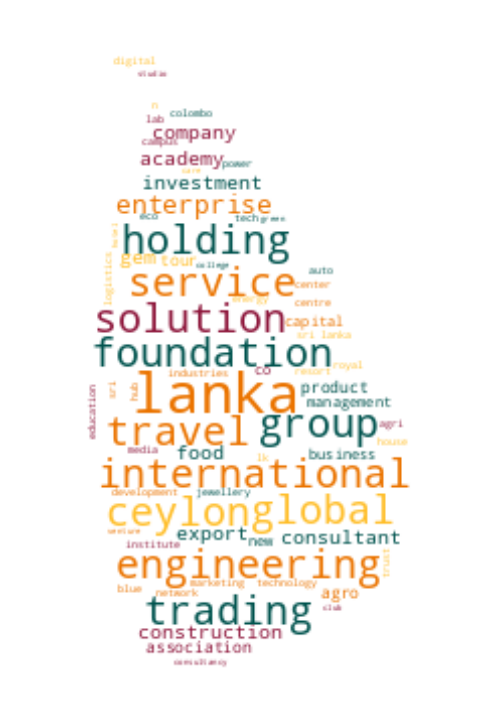 digital
studio
n
lab colombo
company
campus
academy power
care
investment
enterprise
eco tech green
holding
hotel
gem tour college
service auto
center
logistics energy centre
solution capital
sri lanka
foundation
industries co resort royal
lanka product
sri hub management
education
travel group agri
house
media food lk business
international
development jewellery
ceylon global
venture export new consultant
institute
engineering trust
marketing technology
blue network agro
trading club
construction
association
consultancy